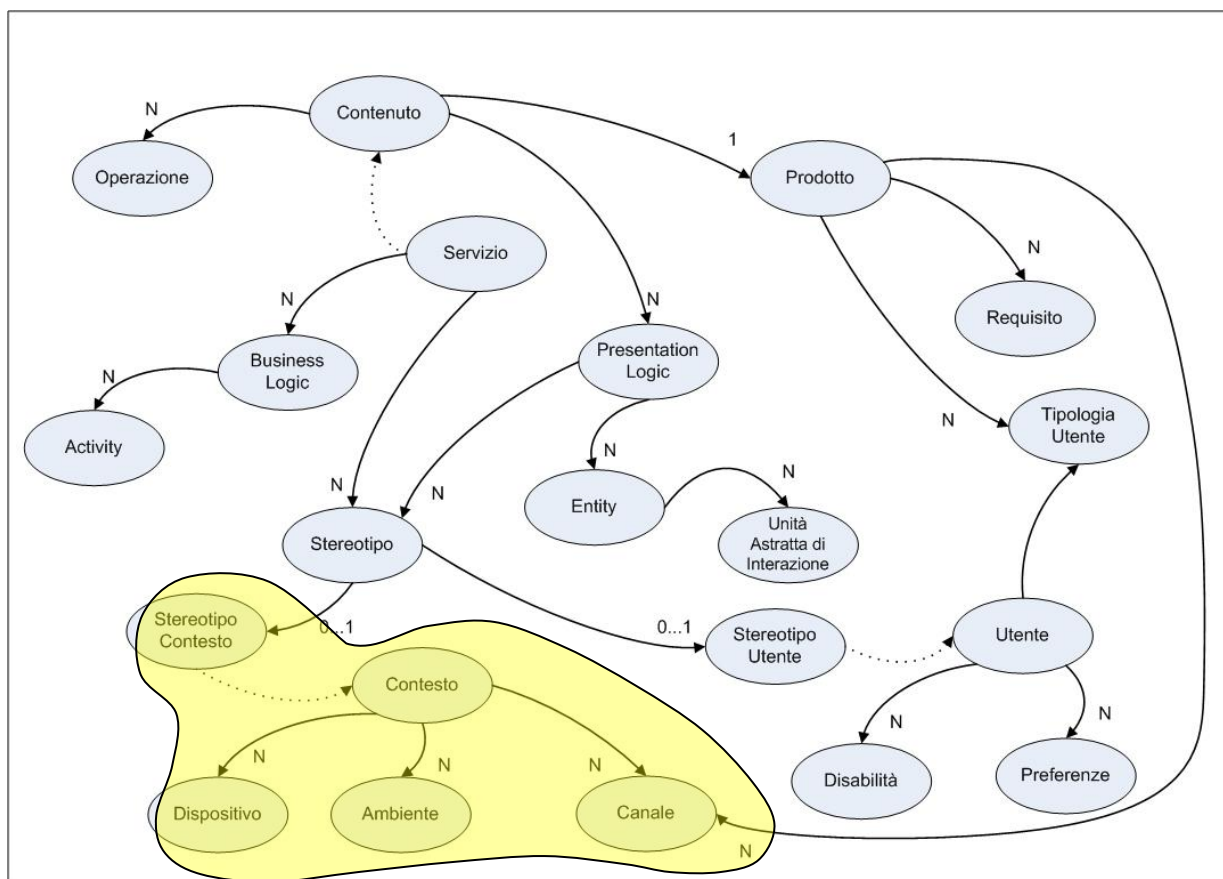 Contenuto
N
Operazione
1
Prodotto
Servizio
N
N
N
Requisito
Business
Logic
Presentation
Logic
N
Activity
N
Tipologia
Utente
N
N
N
N
Entity
Unità
Astratta di
Interazione
Stereotipo
Stereotipo
Contesto
0...1
0...1
Stereotipo
Utente
Utente
Contesto
N
N
N
N
N
Disabilità
Preferenze
Dispositivo
Ambiente
Canale
N